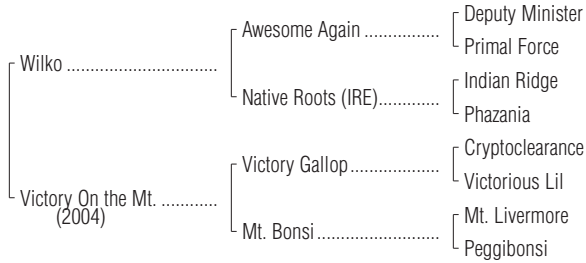 Deputy Minister
Awesome Again ................
Primal Force
Wilko ..............................
Indian Ridge
Native Roots (IRE).............
Phazania
Cryptoclearance
Victory Gallop ...................
Victorious Lil
Victory On the Mt. ...........
(2004)
Mt. Livermore
Mt. Bonsi .........................
Peggibonsi